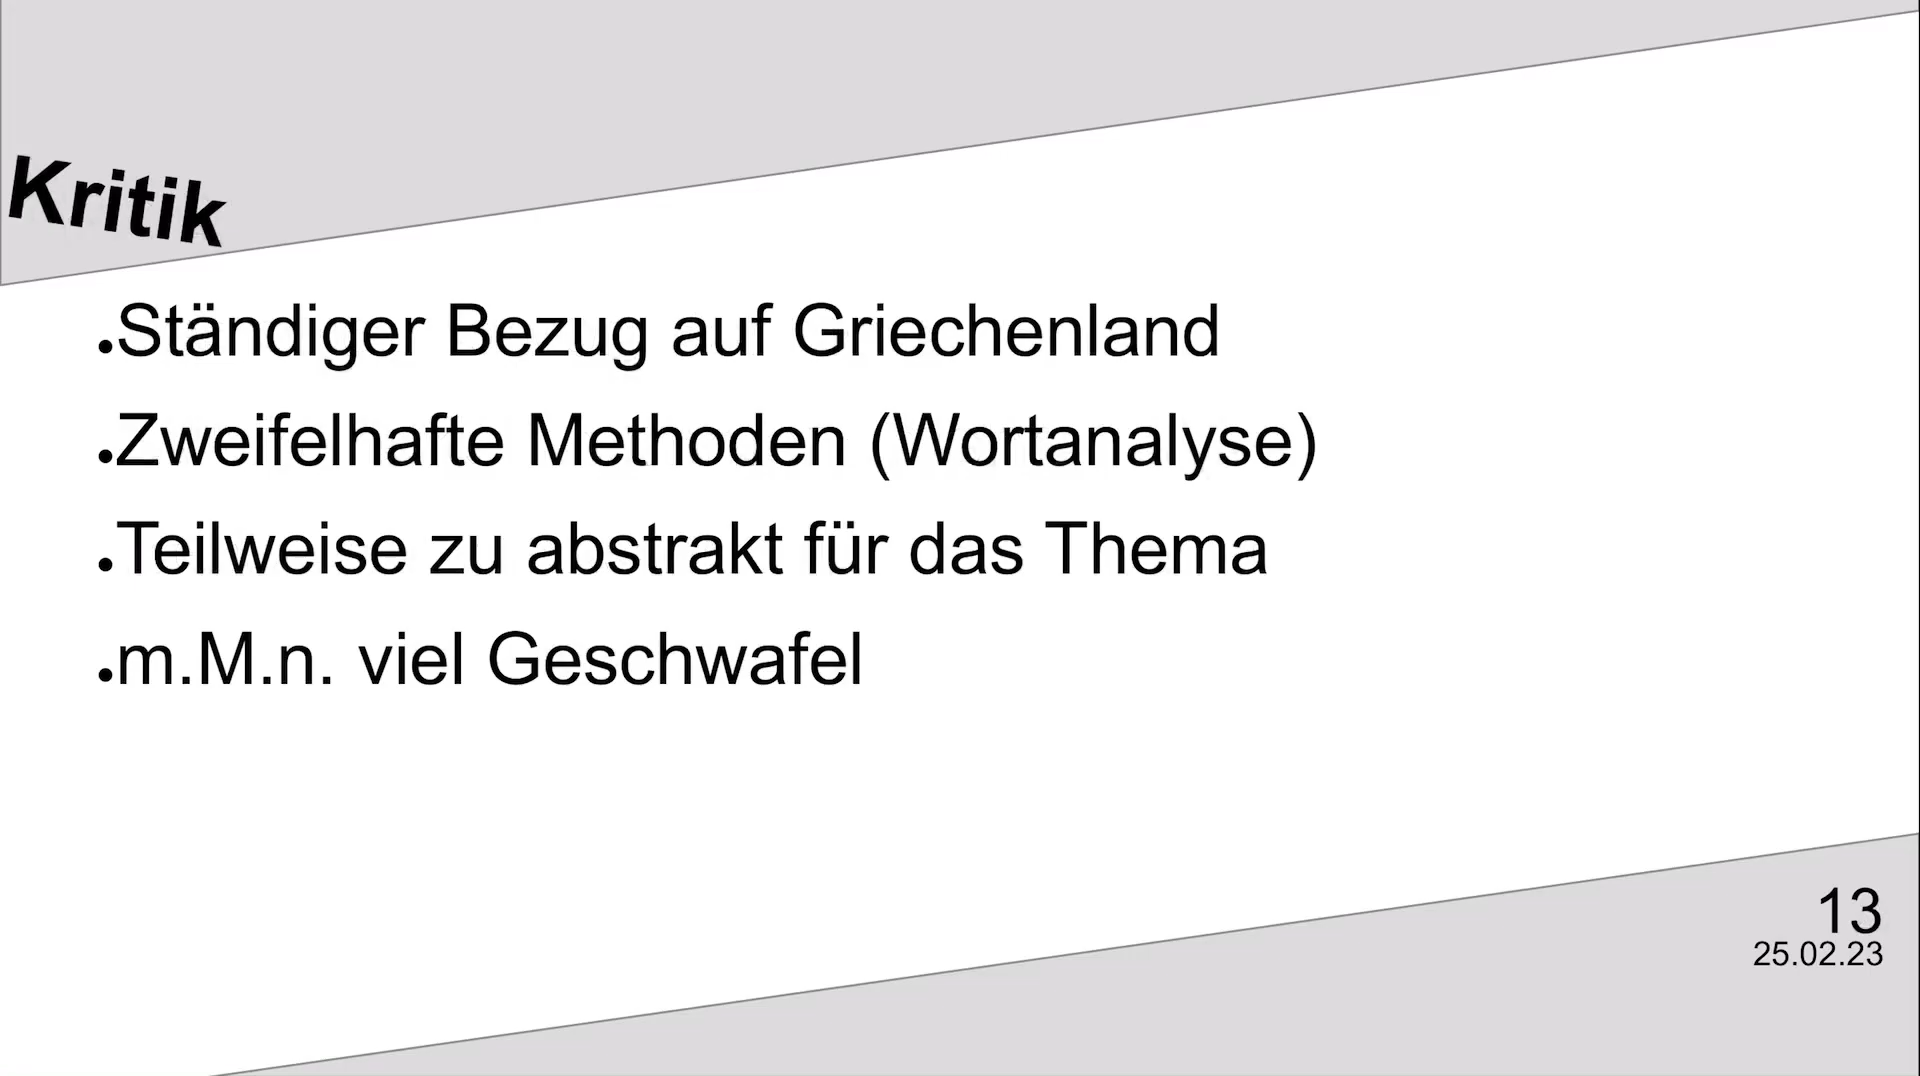 Kritik
●Ständiger Bezug auf Griechenland
●Zweifelhafte Methoden (Wortanalyse)
●Teilweise zu abstrakt für das Thema
●m.M.n. viel Geschwafel
13
25.02.23